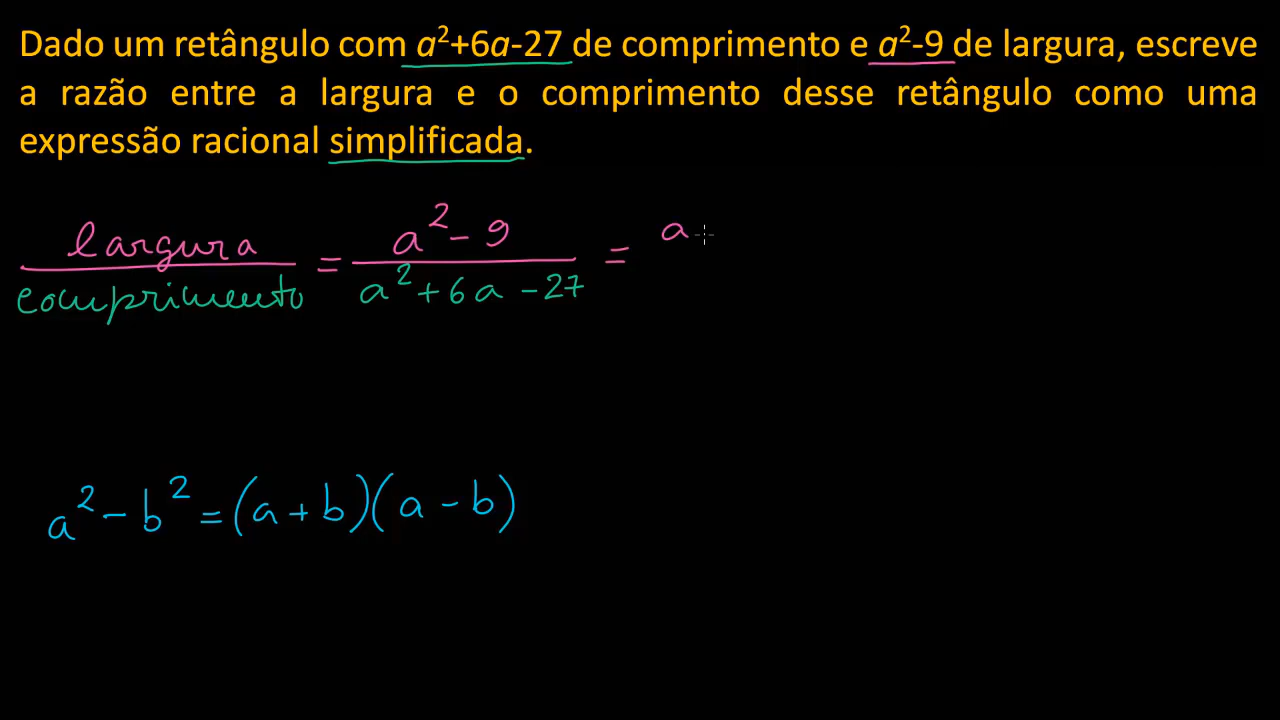 Dado um retângulo com a²+6a-27 de comprimento e a²-9 de largura, escreve
a razão entre a largura e o comprimento desse retângulo como uma
expressão racional simplificada.
largura/comprimento = a² - 9/a² + 6a - 27 = a -
a² - b² = (a + b)(a - b)